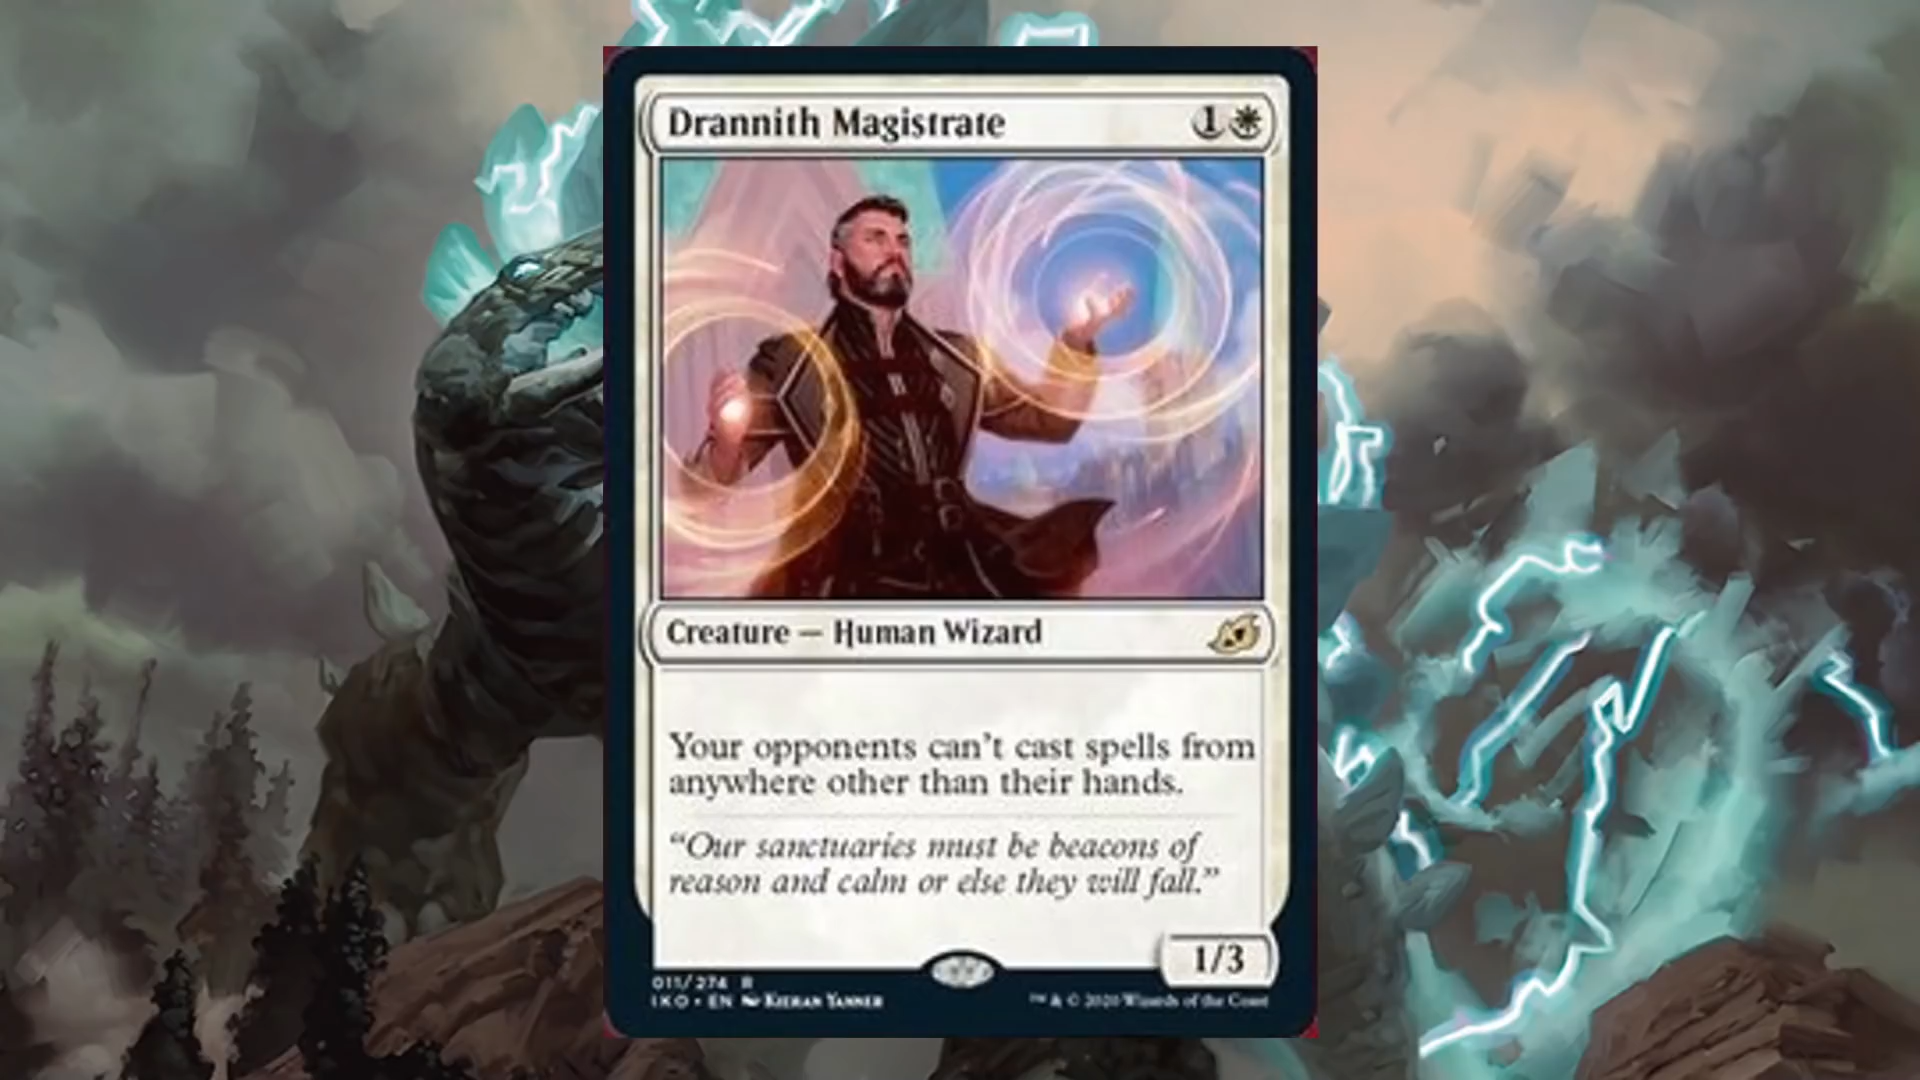 Drannith Magistrate 1
Creature — Human Wizard
Your opponents can't cast spells from
anywhere other than their hands.
“Our sanctuaries must be beacons of
reason and calm or else they will fall.”
1/3
011/274 R
IKO • EN Kieran Yanner
™ & © 2020 Wizards of the Coast